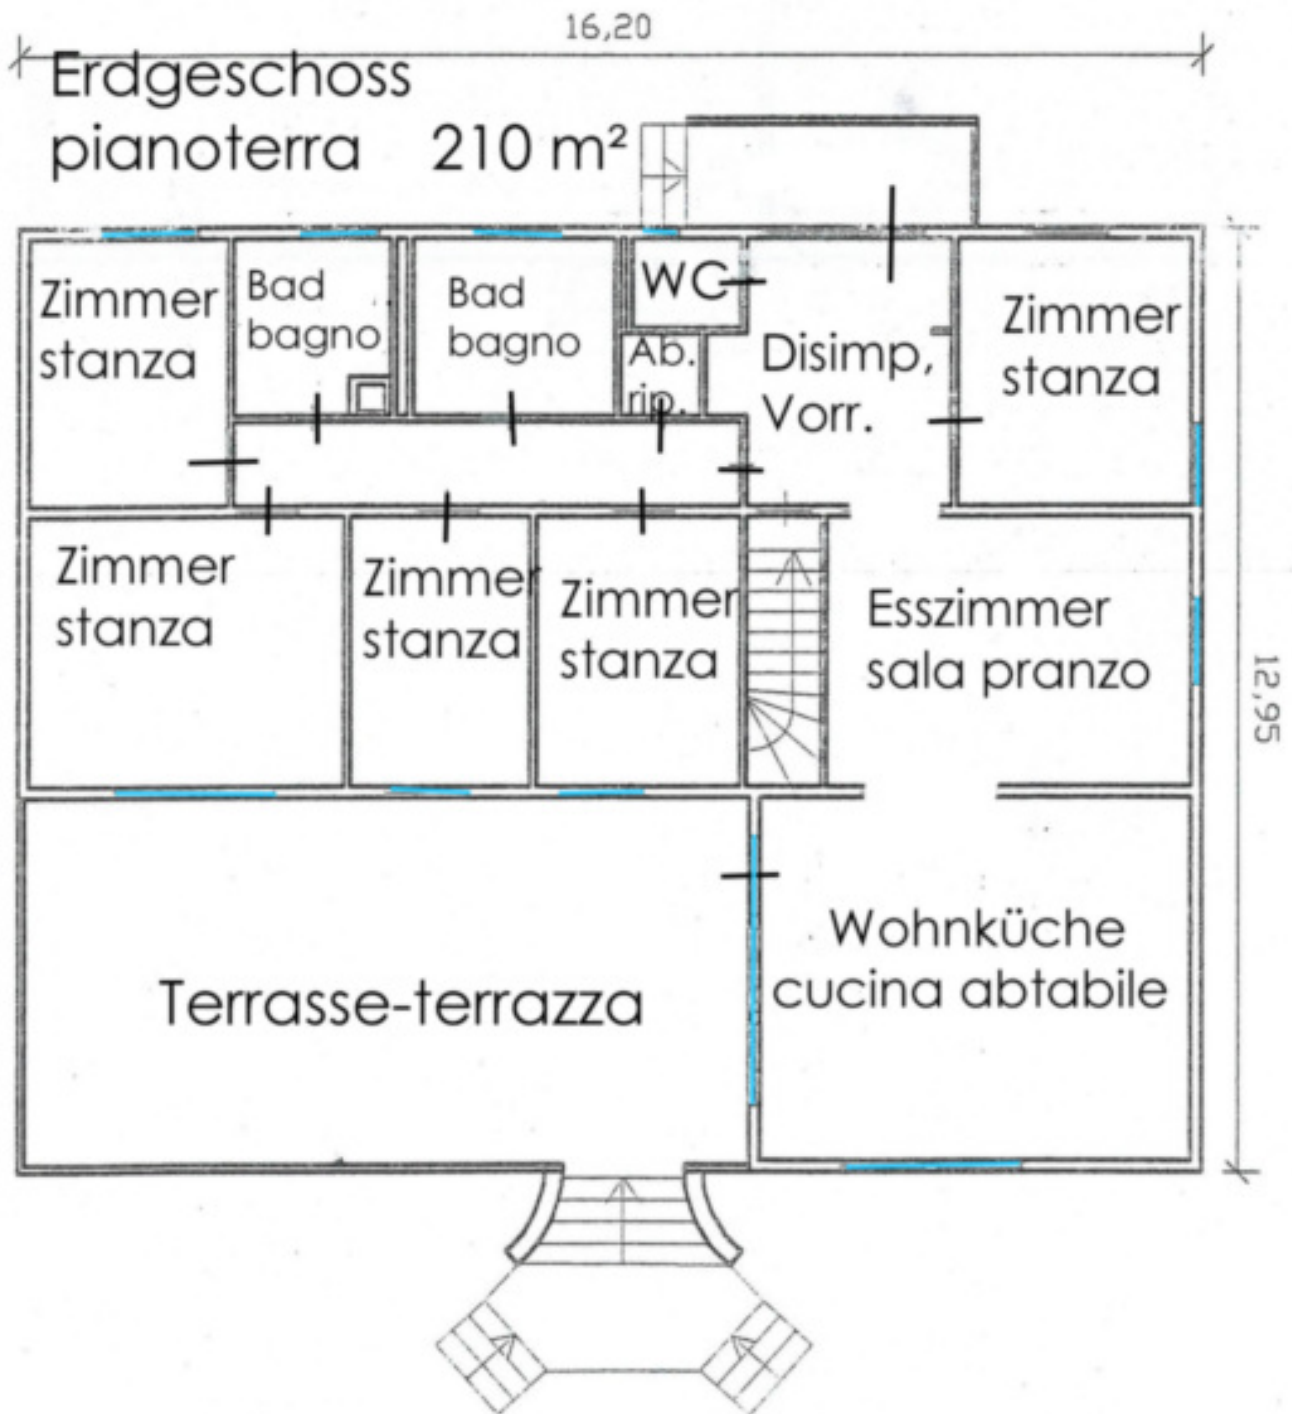 16,20
Erdgeschoss
pianoterra 210 m²
Zimmer
stanza
Bad
bagno
Bad
bagno
WC
Ab.
rip.
Disimp,
Vorr.
Zimmer
stanza
Zimmer
stanza
Zimmer
stanza
Zimmer
stanza
Esszimmer
sala pranzo
12,95
Terrasse-terrazza
Wohnküche
cucina abtabile